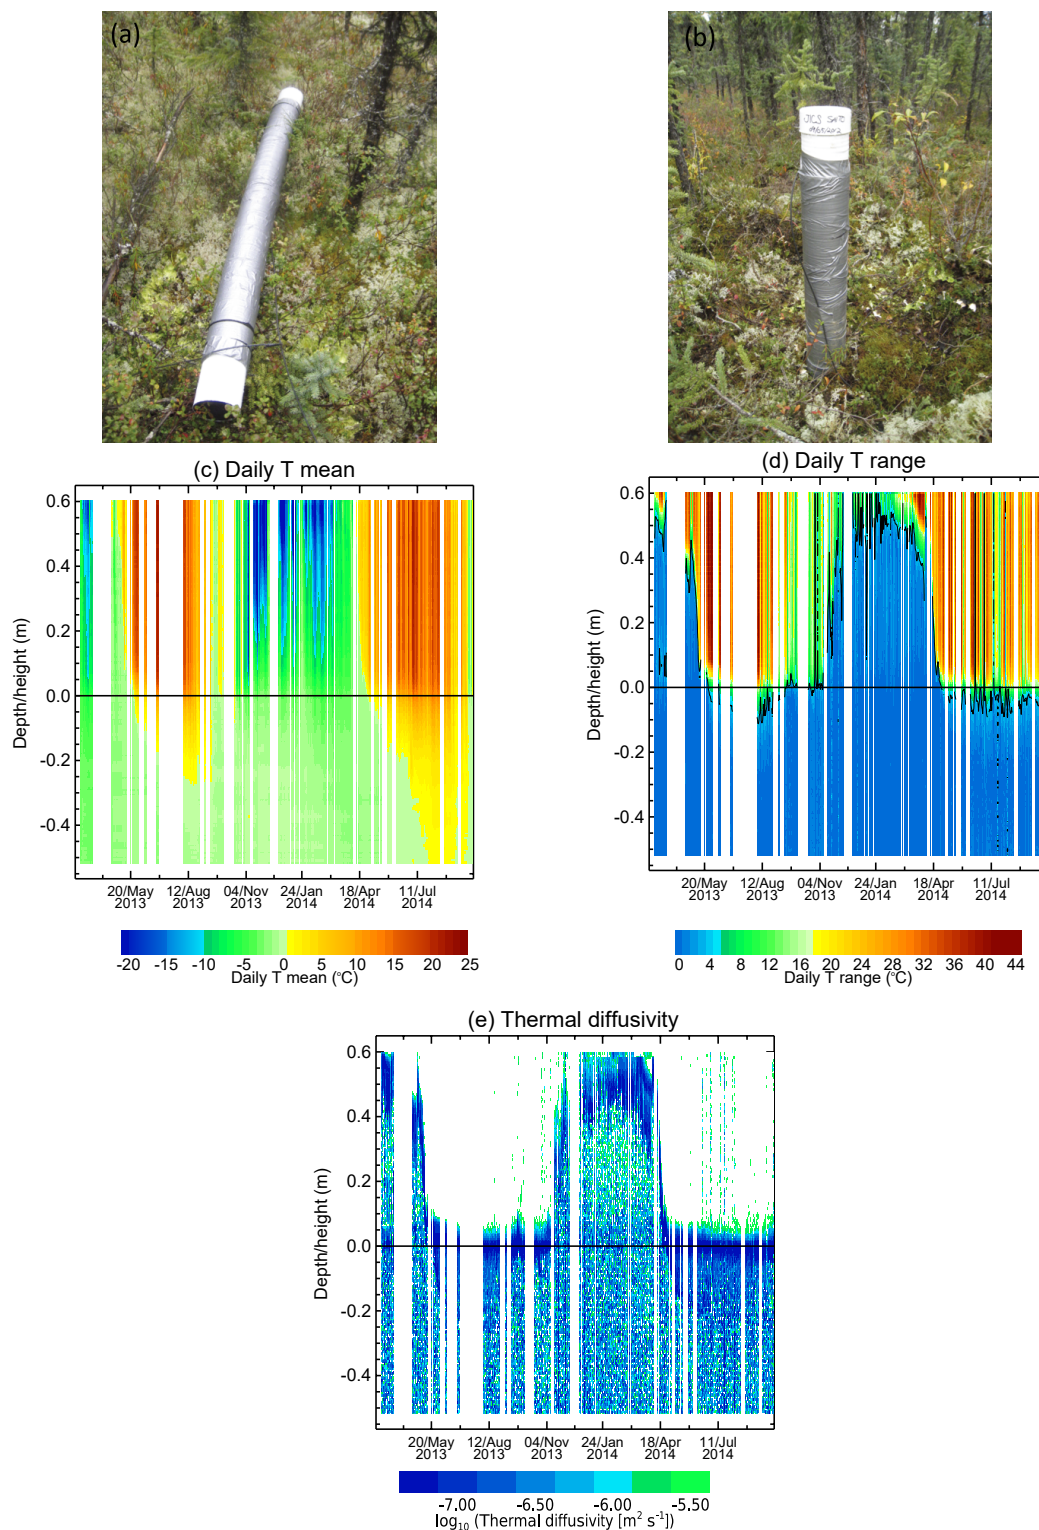 (a)
(b)
JICS
(c) Daily T mean
(d) Daily T range
0.6
0.4
0.2
0.0
-0.2
-0.4
Depth/height (m)
20/May 2013
12/Aug 2013
04/Nov 2013
24/Jan 2014
18/Apr 2014
11/Jul 2014
-20 -15 -10 -5 0 5 10 15 20 25
Daily T mean (°C)
0.6
0.4
0.2
0.0
-0.2
-0.4
Depth/height (m)
20/May 2013
12/Aug 2013
04/Nov 2013
24/Jan 2014
18/Apr 2014
11/Jul 2014
0 4 8 12 16 20 24 28 32 36 40 44
Daily T range (°C)
(e) Thermal diffusivity
0.6
0.4
0.2
0.0
-0.2
-0.4
Depth/height (m)
20/May 2013
12/Aug 2013
04/Nov 2013
24/Jan 2014
18/Apr 2014
11/Jul 2014
-7.00 -6.50 -6.00 -5.50
log10 (Thermal diffusivity [m² s⁻¹])